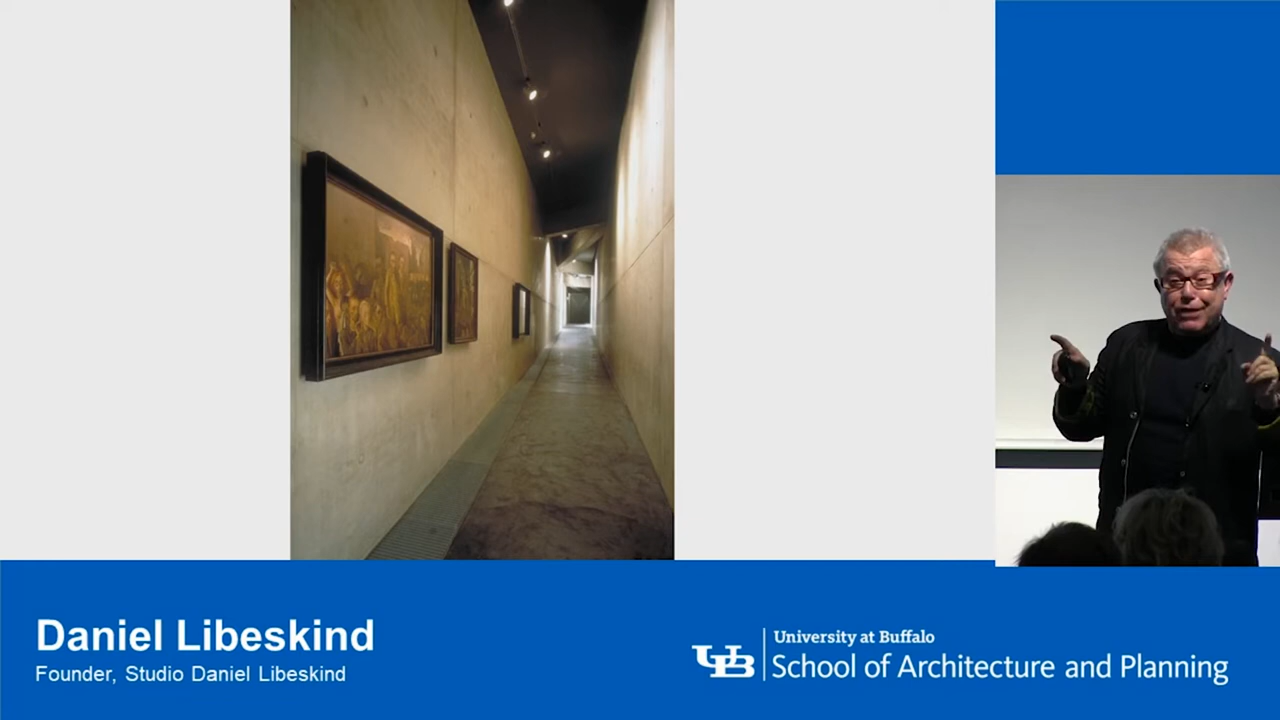 Daniel Libeskind
Founder, Studio Daniel Libeskind
UB
University at Buffalo
School of Architecture and Planning